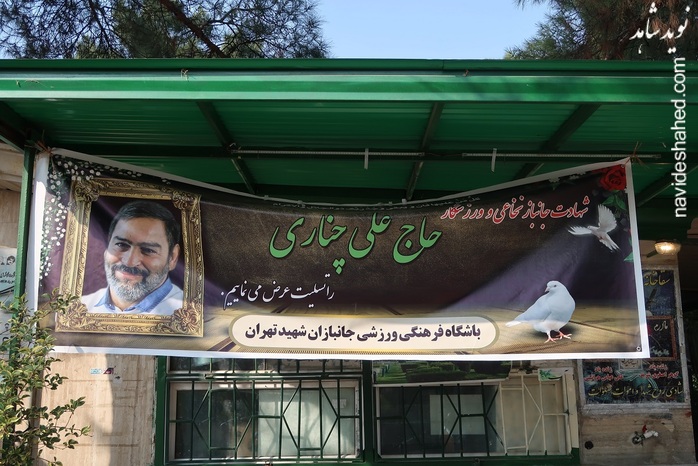 نوید شاهد
navideshahed.com
شهادت جانباز نخاعی و ورزشکار
حاج علی چناری
را تسلیت عرض می نماییم.
باشگاه فرهنگی ورزشی جانبازان شهید تهران